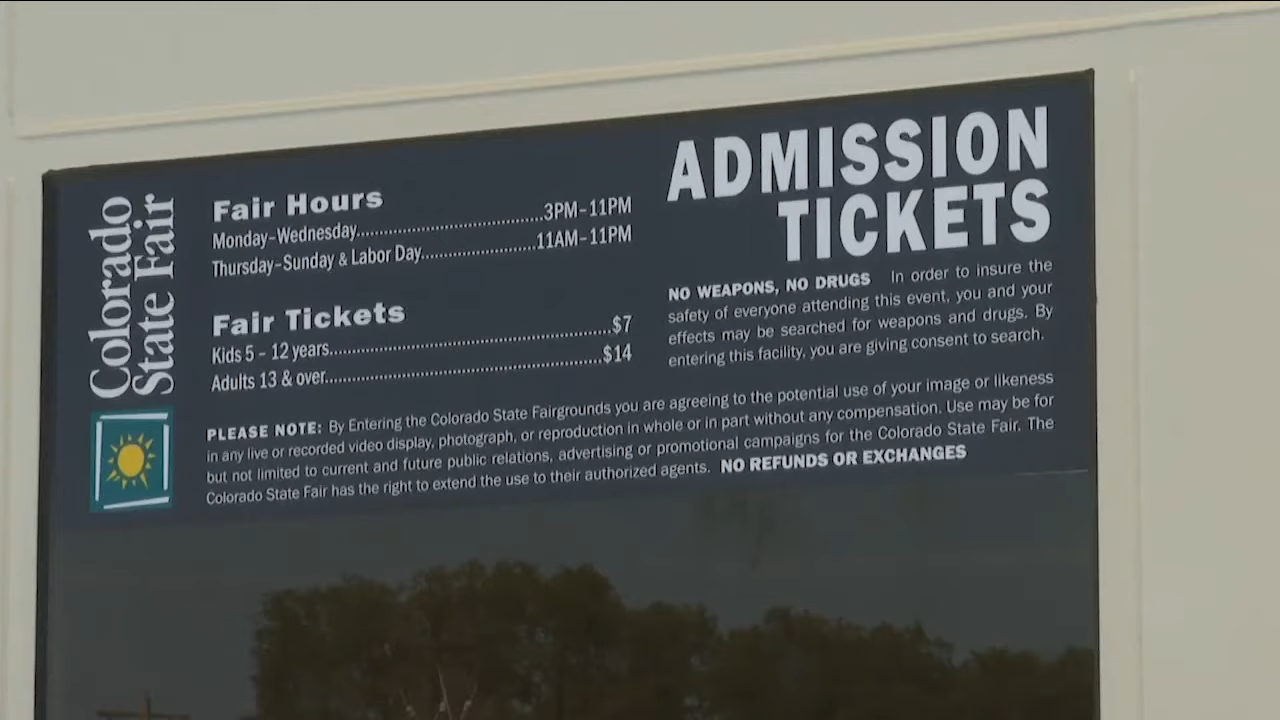 Colorado
State Fair
Fair Hours
Monday–Wednesday..............................3PM–11PM
Thursday–Sunday & Labor Day..................11AM–11PM
Fair Tickets
Kids 5 – 12 years.............................................$7
Adults 13 & over.............................................$14
ADMISSION
TICKETS
NO WEAPONS, NO DRUGS In order to insure the
safety of everyone attending this event, you and your
effects may be searched for weapons and drugs. By
entering this facility, you are giving consent to search.
PLEASE NOTE: By Entering the Colorado State Fairgrounds you are agreeing to the potential use of your image or likeness
in any live or recorded video display, photograph, or reproduction in whole or in part without any compensation. Use may be for
but not limited to current and future public relations, advertising or promotional campaigns for the Colorado State Fair. The
Colorado State Fair has the right to extend the use to their authorized agents. NO REFUNDS OR EXCHANGES